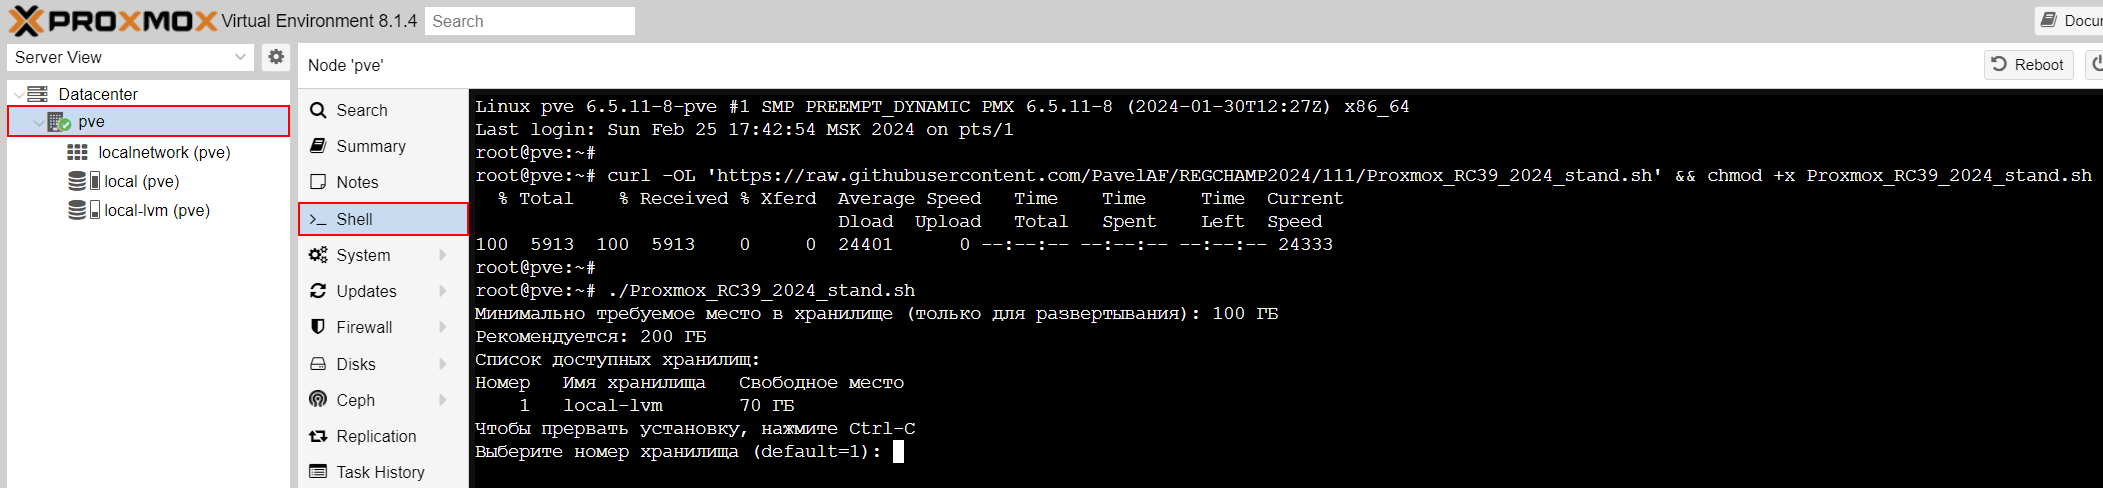 PROXMOX Virtual Environment 8.1.4 Search
Server View
Datacenter
pve
localnetwork (pve)
local (pve)
local-lvm (pve)
Node 'pve'
Reboot
Search
Summary
Notes
Shell
System
Updates
Firewall
Disks
Ceph
Replication
Task History
Linux pve 6.5.11-8-pve #1 SMP PREEMPT_DYNAMIC PMX 6.5.11-8 (2024-01-30T12:27Z) x86_64
Last login: Sun Feb 25 17:42:54 MSK 2024 on pts/1
root@pve:~#
root@pve:~# curl -OL 'https://raw.githubusercontent.com/PavelAF/REGCHAMP2024/111/Proxmox_RC39_2024_stand.sh' && chmod +x Proxmox_RC39_2024_stand.sh
% Total % Received % Xferd Average Speed Time Time Time Current
Dload Upload Total Spent Left Speed
100 5913 100 5913 0 0 24401 0 --:--:-- --:--:-- --:--:-- 24333
root@pve:~#
root@pve:~# ./Proxmox_RC39_2024_stand.sh
Минимально требуемое место в хранилище (только для развертывания): 100 ГБ
Рекомендуется: 200 ГБ
Список доступных хранилищ:
Номер Имя хранилища Свободное место
1 local-lvm 70 ГБ
Чтобы прервать установку, нажмите Ctrl-C
Выберите номер хранилища (default=1):